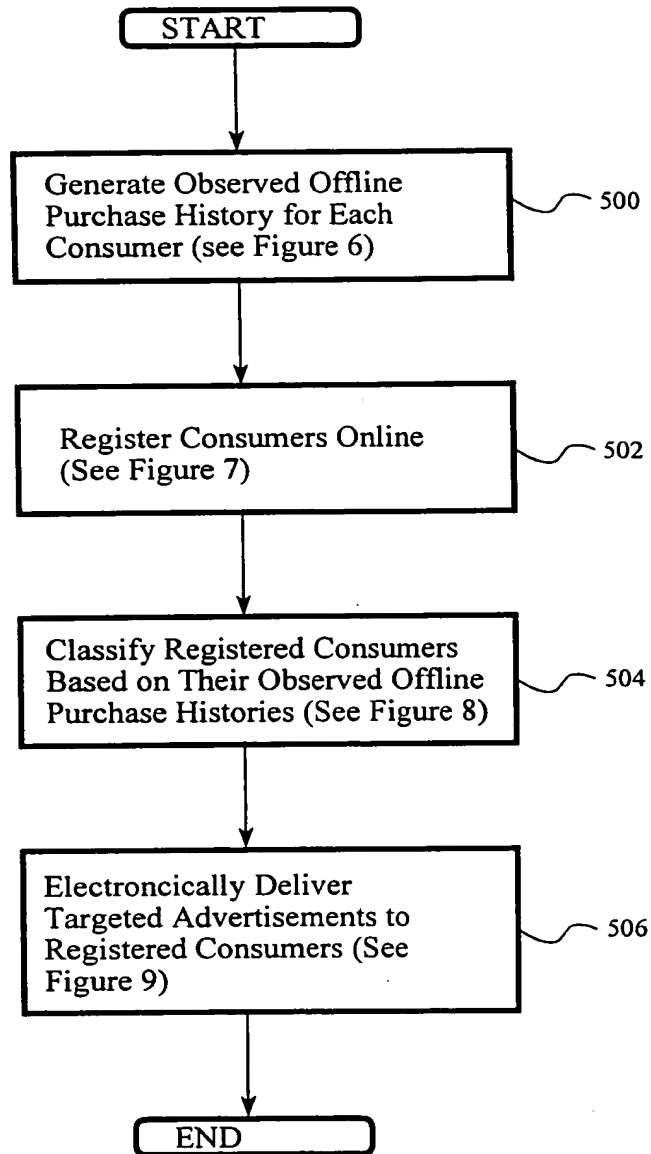 START
Generate Observed Offline
Purchase History for Each
Consumer (see Figure 6)
500
Register Consumers Online
(See Figure 7)
502
Classify Registered Consumers
Based on Their Observed Offline
Purchase Histories (See Figure 8)
504
Electroncically Deliver
Targeted Advertisements to
Registered Consumers (See
Figure 9)
506
END